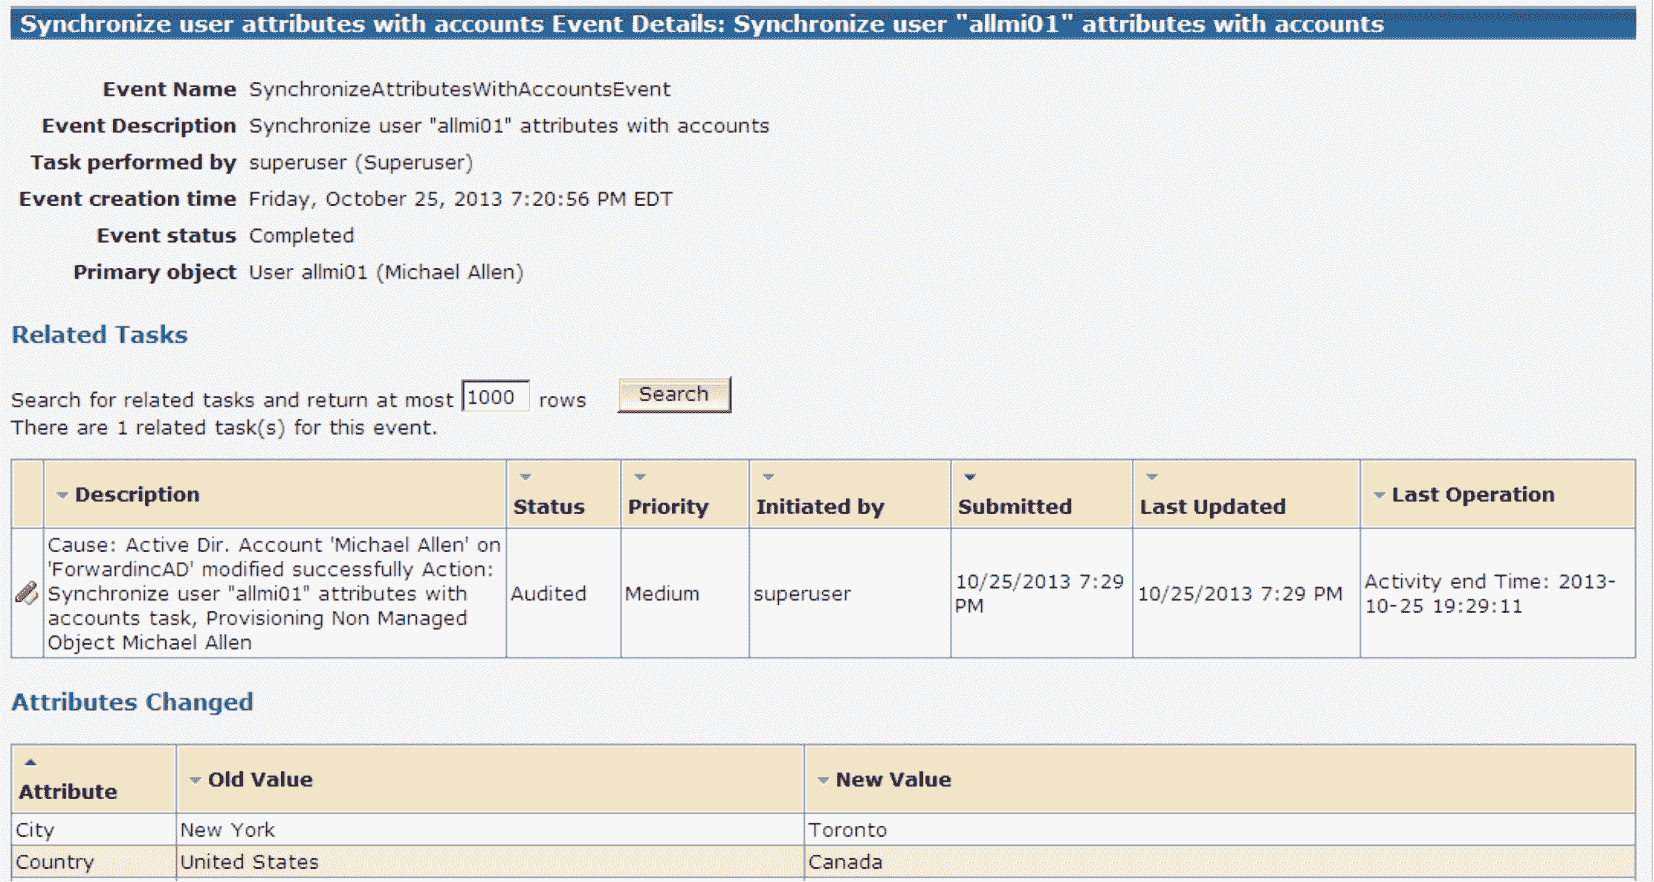 Synchronize user attributes with accounts Event Details: Synchronize user "allmi01" attributes with accounts
Event Name SynchronizeAttributesWithAccountsEvent
Event Description Synchronize user "allmi01" attributes with accounts
Task performed by superuser (Superuser)
Event creation time Friday, October 25, 2013 7:20:56 PM EDT
Event status Completed
Primary object User allmi01 (Michael Allen)
Related Tasks
Search for related tasks and return at most 1000 rows Search
There are 1 related task(s) for this event.
Description Status Priority Initiated by Submitted Last Updated Last Operation
Cause: Active Dir. Account 'Michael Allen' on
'ForwardincAD' modified successfully Action:
Synchronize user "allmi01" attributes with
accounts task, Provisioning Non Managed
Object Michael Allen
Audited
Medium
superuser
10/25/2013 7:29
PM
10/25/2013 7:29 PM
Activity end Time: 2013-
10-25 19:29:11
Attributes Changed
Attribute Old Value New Value
City New York Toronto
Country United States Canada